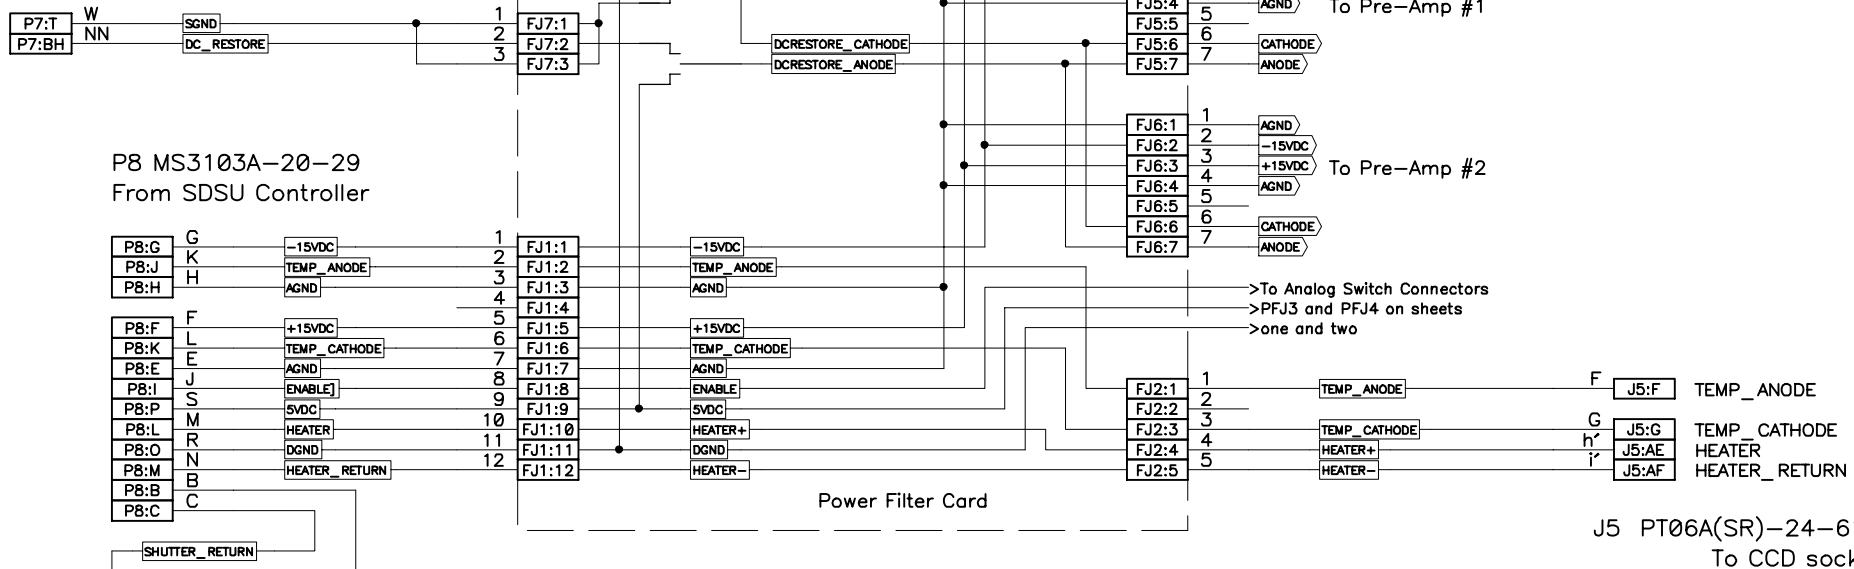 P7:T W SGND 1 FJ7:1
P7:BH NN DC_RESTORE 2 FJ7:2
3 FJ7:3
DCRESTORE_CATHODE
DCRESTORE_ANODE
FJ5:4 AGND To Pre-Amp #1
FJ5:5 5
FJ5:6 6 CATHODE
FJ5:7 7 ANODE
FJ6:1 1 AGND
FJ6:2 2 -15VDC
FJ6:3 3 +15VDC To Pre-Amp #2
FJ6:4 4 AGND
FJ6:5 5
FJ6:6 6 CATHODE
FJ6:7 7 ANODE
P8 MS3103A-20-29
From SDSU Controller
P8:G G -15VDC 1 FJ1:1 -15VDC
P8:J K TEMP_ANODE 2 FJ1:2 TEMP_ANODE
P8:H H AGND 3 FJ1:3 AGND
4 FJ1:4
P8:F F +15VDC 5 FJ1:5 +15VDC
P8:K L TEMP_CATHODE 6 FJ1:6 TEMP_CATHODE
P8:E E AGND 7 FJ1:7 AGND
P8:I J ENABLE] 8 FJ1:8 ENABLE
P8:P S 5VDC 9 FJ1:9 5VDC
P8:L M HEATER 10 FJ1:10 HEATER+
P8:O R DGND 11 FJ1:11 DGND
P8:M N HEATER_RETURN 12 FJ1:12 HEATER-
P8:B B
P8:C C
SHUTTER_RETURN
>To Analog Switch Connectors
>PFJ3 and PFJ4 on sheets
>one and two
FJ2:1 1 TEMP_ANODE F J5:F TEMP_ANODE
FJ2:2 2
FJ2:3 3 TEMP_CATHODE G J5:G TEMP_CATHODE
FJ2:4 4 HEATER+ h' J5:AE HEATER
FJ2:5 5 HEATER- i' J5:AF HEATER_RETURN
Power Filter Card
J5 PT06A(SR)-24-6
To CCD sock